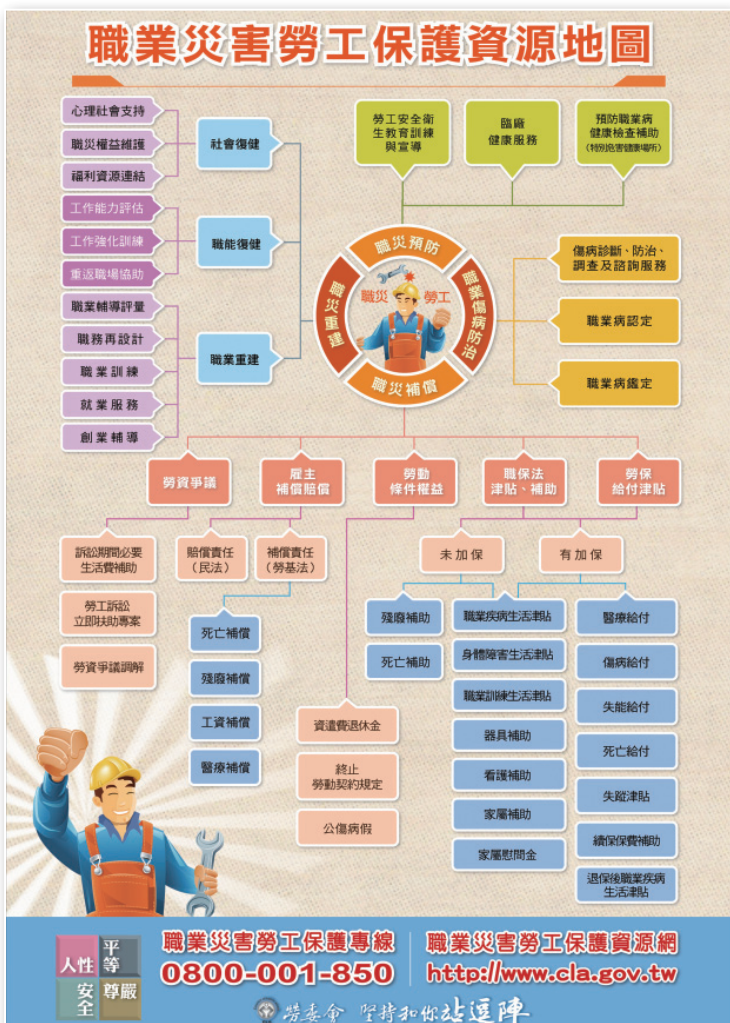 職業災害勞工保護資源地圖
心理社會支持
職災權益維護
福利資源連結
社會復健
工作能力評估
工作強化訓練
重返職場協助
職能復健
職業輔導評量
職務再設計
職業訓練
就業服務
創業輔導
職業重建
勞工安全衛
生教育訓練
與宣導
臨廠
健康服務
預防職業病
健康檢查補助
(特別危害健康場所)
職災預防
職災重建
職災
勞工
職業傷病防治
職災補償
傷病診斷、防治、
調查及諮詢服務
職業病認定
職業病鑑定
勞資爭議
雇主
補償賠償
勞動
條件權益
職保法
津貼、補助
勞保
給付津貼
訴訟期間必要
生活費補助
勞工訴訟
立即扶助專案
勞資爭議調解
賠償責任
(民法)
補償責任
(勞基法)
死亡補償
殘廢補償
工資補償
醫療補償
資遣費退休金
終止
勞動契約規定
公傷病假
未加保
有加保
殘廢補助
死亡補助
職業疾病生活津貼
身體障害生活津貼
職業訓練生活津貼
器具補助
看護補助
家屬補助
家屬慰問金
醫療給付
傷病給付
失能給付
死亡給付
失蹤津貼
續保保費補助
退保後職業疾病
生活津貼
人性
平等
安全
尊嚴
職業災害勞工保護專線
0800-001-850
職業災害勞工保護資源網
http://www.cla.gov.tw
勞委會 堅持和你站逗陣